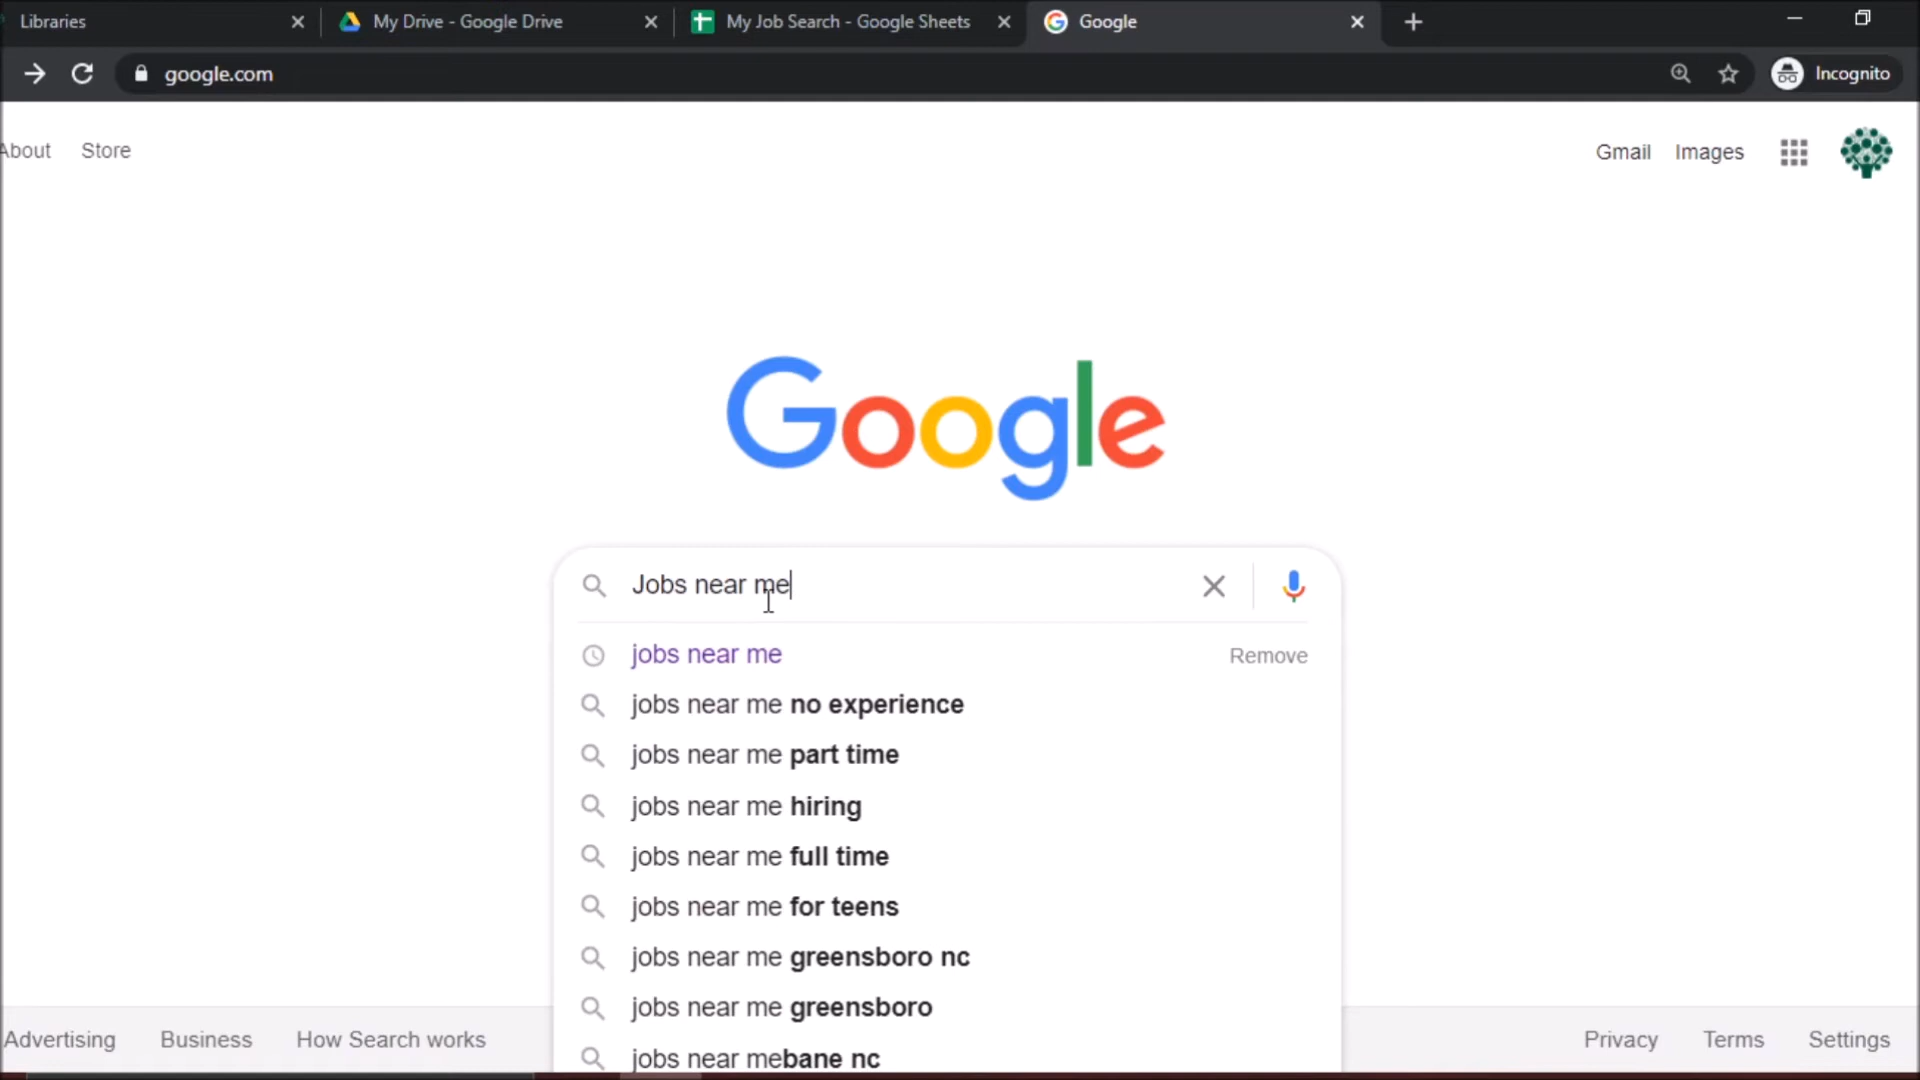 Libraries
My Drive - Google Drive
My Job Search - Google Sheets
Google
google.com
Incognito
About
Store
Gmail
Images
Google
Jobs near me
jobs near me
Remove
jobs near me no experience
jobs near me part time
jobs near me hiring
jobs near me full time
jobs near me for teens
jobs near me greensboro nc
jobs near me greensboro
jobs near mebane nc
Advertising
Business
How Search works
Privacy
Terms
Settings